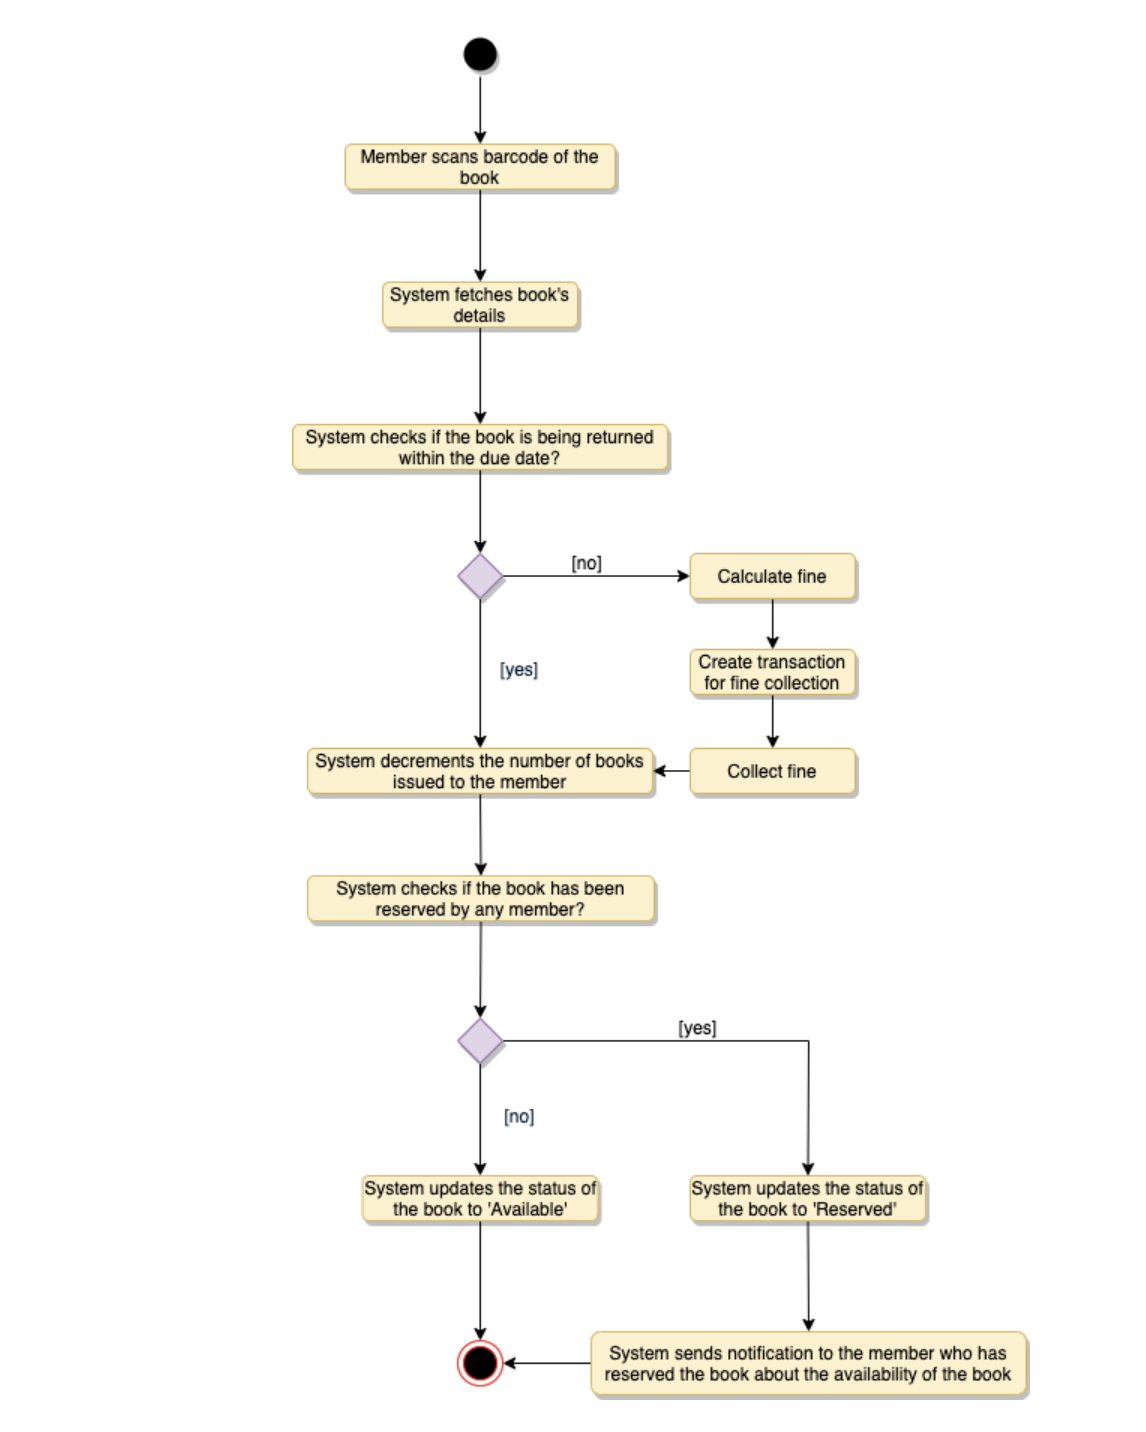 Member scans barcode of the
book
System fetches book's
details
System checks if the book is being returned
within the due date?
[no]
Calculate fine
[yes]
Create transaction
for fine collection
System decrements the number of books
issued to the member
Collect fine
System checks if the book has been
reserved by any member?
[yes]
[no]
System updates the status of
the book to 'Available'
System updates the status of
the book to 'Reserved'
System sends notification to the member who has
reserved the book about the availability of the book